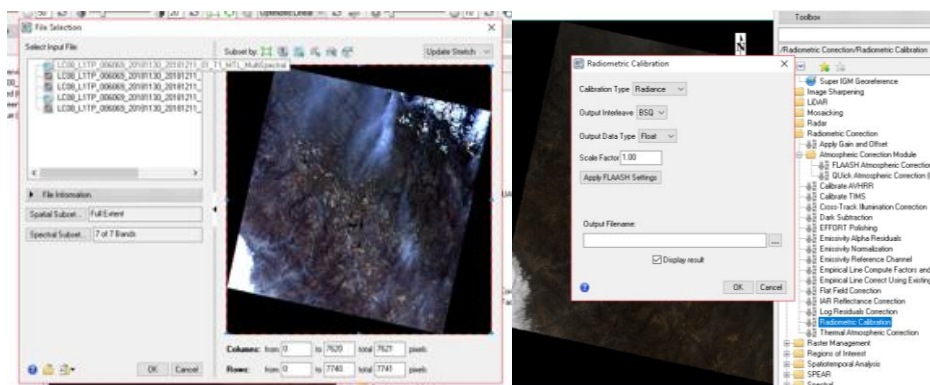 File Selection
Select Input File
Subset by:
Update Stretch
LC08_L1TP_006069_20181130_20181211_01_T1_MTL_MultiSpectral
LC08_L1TP_006069_20181130_20181211_
LC08_L1TP_006069_20181130_20181211_
LC08_L1TP_006069_20181130_20181211_
LC08_L1TP_006069_20181130_20181211_
File Information
Spatial Subset... Full Extent
Spectral Subset... 7 of 7 Bands
Columns: from 0 to 7620 total 7621 pixels
Rows: from 0 to 7740 total 7741 pixels
OK Cancel
N
Radiometric Calibration
Calibration Type Radiance
Output Interleave BSQ
Output Data Type Float
Scale Factor 1.00
Apply FLAASH Settings
Output Filename:
...
Display result
OK Cancel
Toolbox
/Radiometric Correction/Radiometric Calibration
Super IGM Georeference
Image Sharpening
LiDAR
Mosaicking
Radar
Radiometric Correction
Apply Gain and Offset
Atmospheric Correction Module
FLAASH Atmospheric Correction
QUick Atmospheric Correction (
Calibrate AVHRR
Calibrate TIMS
Cross-Track Illumination Correction
Dark Subtraction
EFFORT Polishing
Emissivity Alpha Residuals
Emissivity Normalization
Emissivity Reference Channel
Empirical Line Compute Factors and
Empirical Line Correct Using Existing
Flat Field Correction
IAR Reflectance Correction
Log Residuals Correction
Radiometric Calibration
Thermal Atmospheric Correction
Raster Management
Regions of Interest
Spatiotemporal Analysis
SPEAR
Spectral